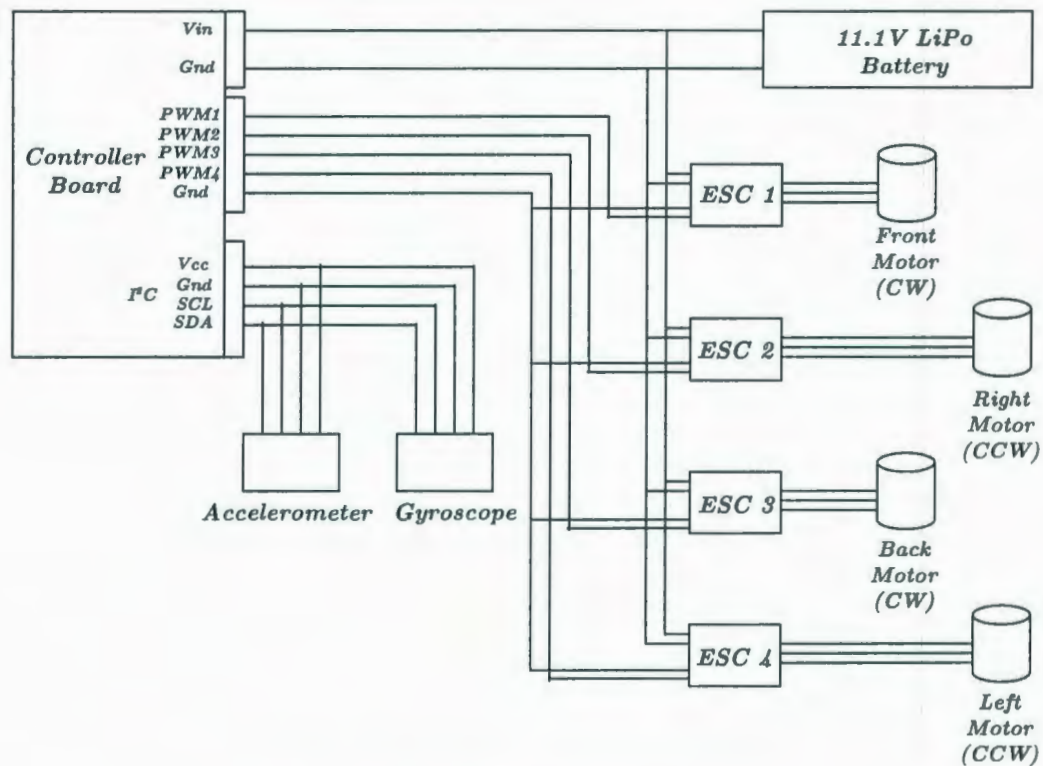 Vin
Gnd
11.1V LiPo
Battery
PWM1
PWM2
PWM3
PWM4
Gnd
Controller
Board
ESC 1
Front
Motor
(CW)
Vcc
Gnd
SCL
SDA
I²C
ESC 2
Right
Motor
(CCW)
Accelerometer
Gyroscope
ESC 3
Back
Motor
(CW)
ESC 4
Left
Motor
(CCW)